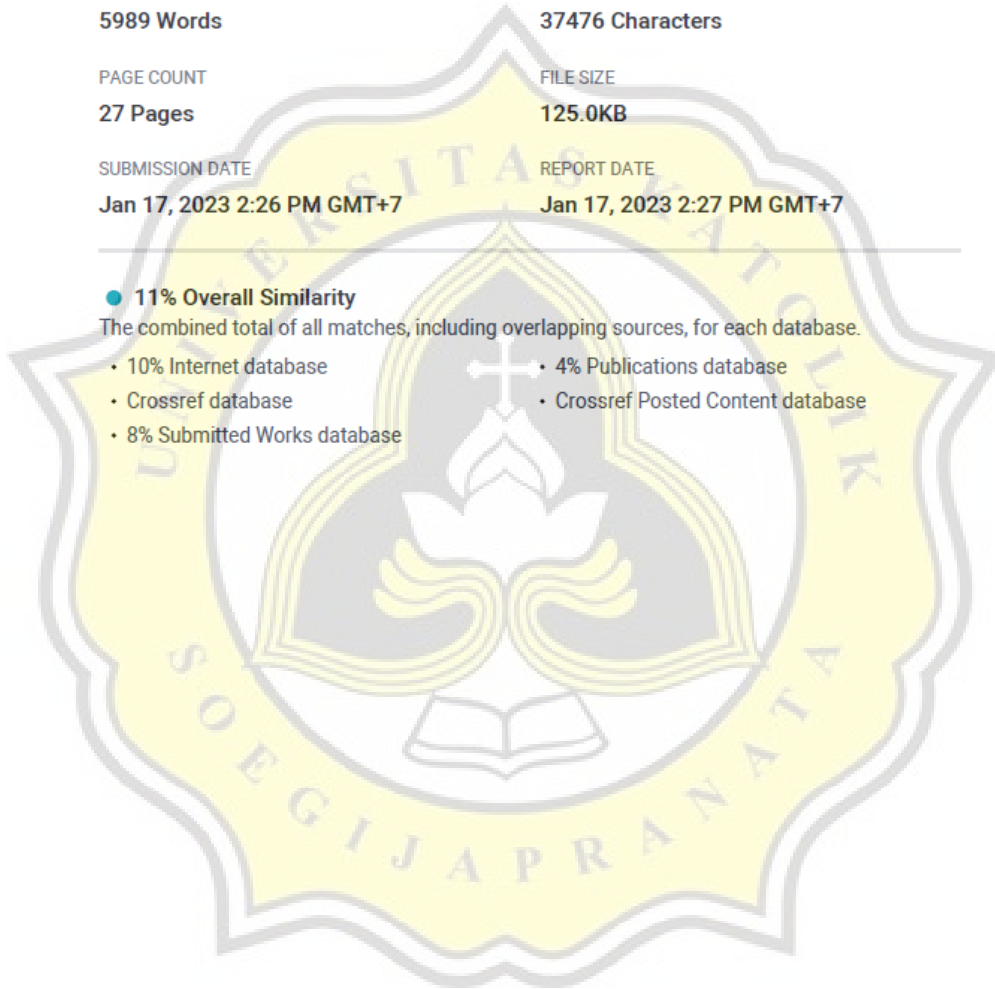 5989 Words
37476 Characters
PAGE COUNT
FILE SIZE
27 Pages
125.0KB
SUBMISSION DATE
REPORT DATE
Jan 17, 2023 2:26 PM GMT+7
Jan 17, 2023 2:27 PM GMT+7
11% Overall Similarity
The combined total of all matches, including overlapping sources, for each database.
• 10% Internet database
• 4% Publications database
• Crossref database
• Crossref Posted Content database
• 8% Submitted Works database
UNIVERSITAS KATOLIK
SOEGIJAPRANATA